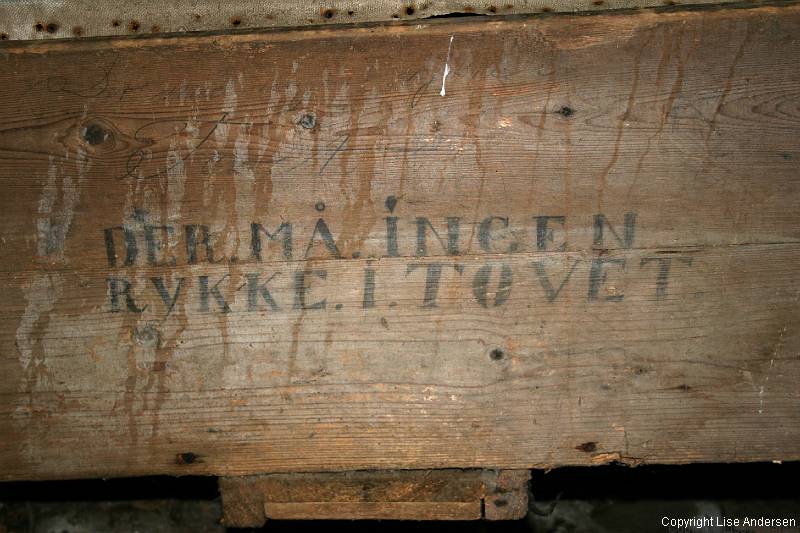 DER. MÅ. INGEN
RYKKE. I. TOVET.
Copyright Lise Andersen